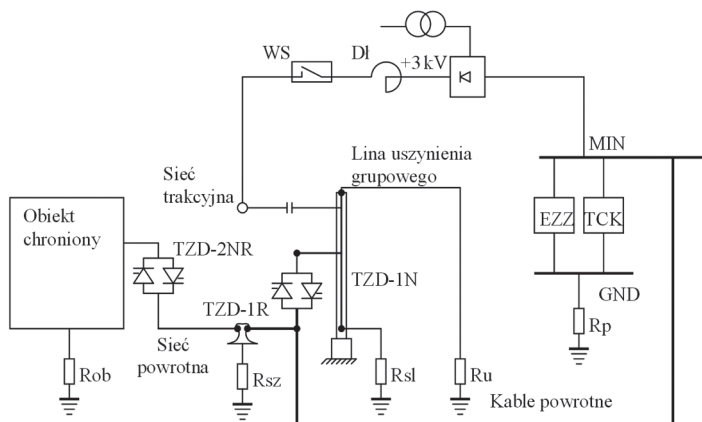 WS
Dł
+3 kV
MIN
Lina uszynienia
grupowego
Sieć
trakcyjna
Obiekt
chroniony
EZZ
TCK
TZD-2NR
TZD-1N
TZD-1R
GND
Rp
Sieć
powrotna
Rob
Rsz
Rsl
Ru
Kable powrotne